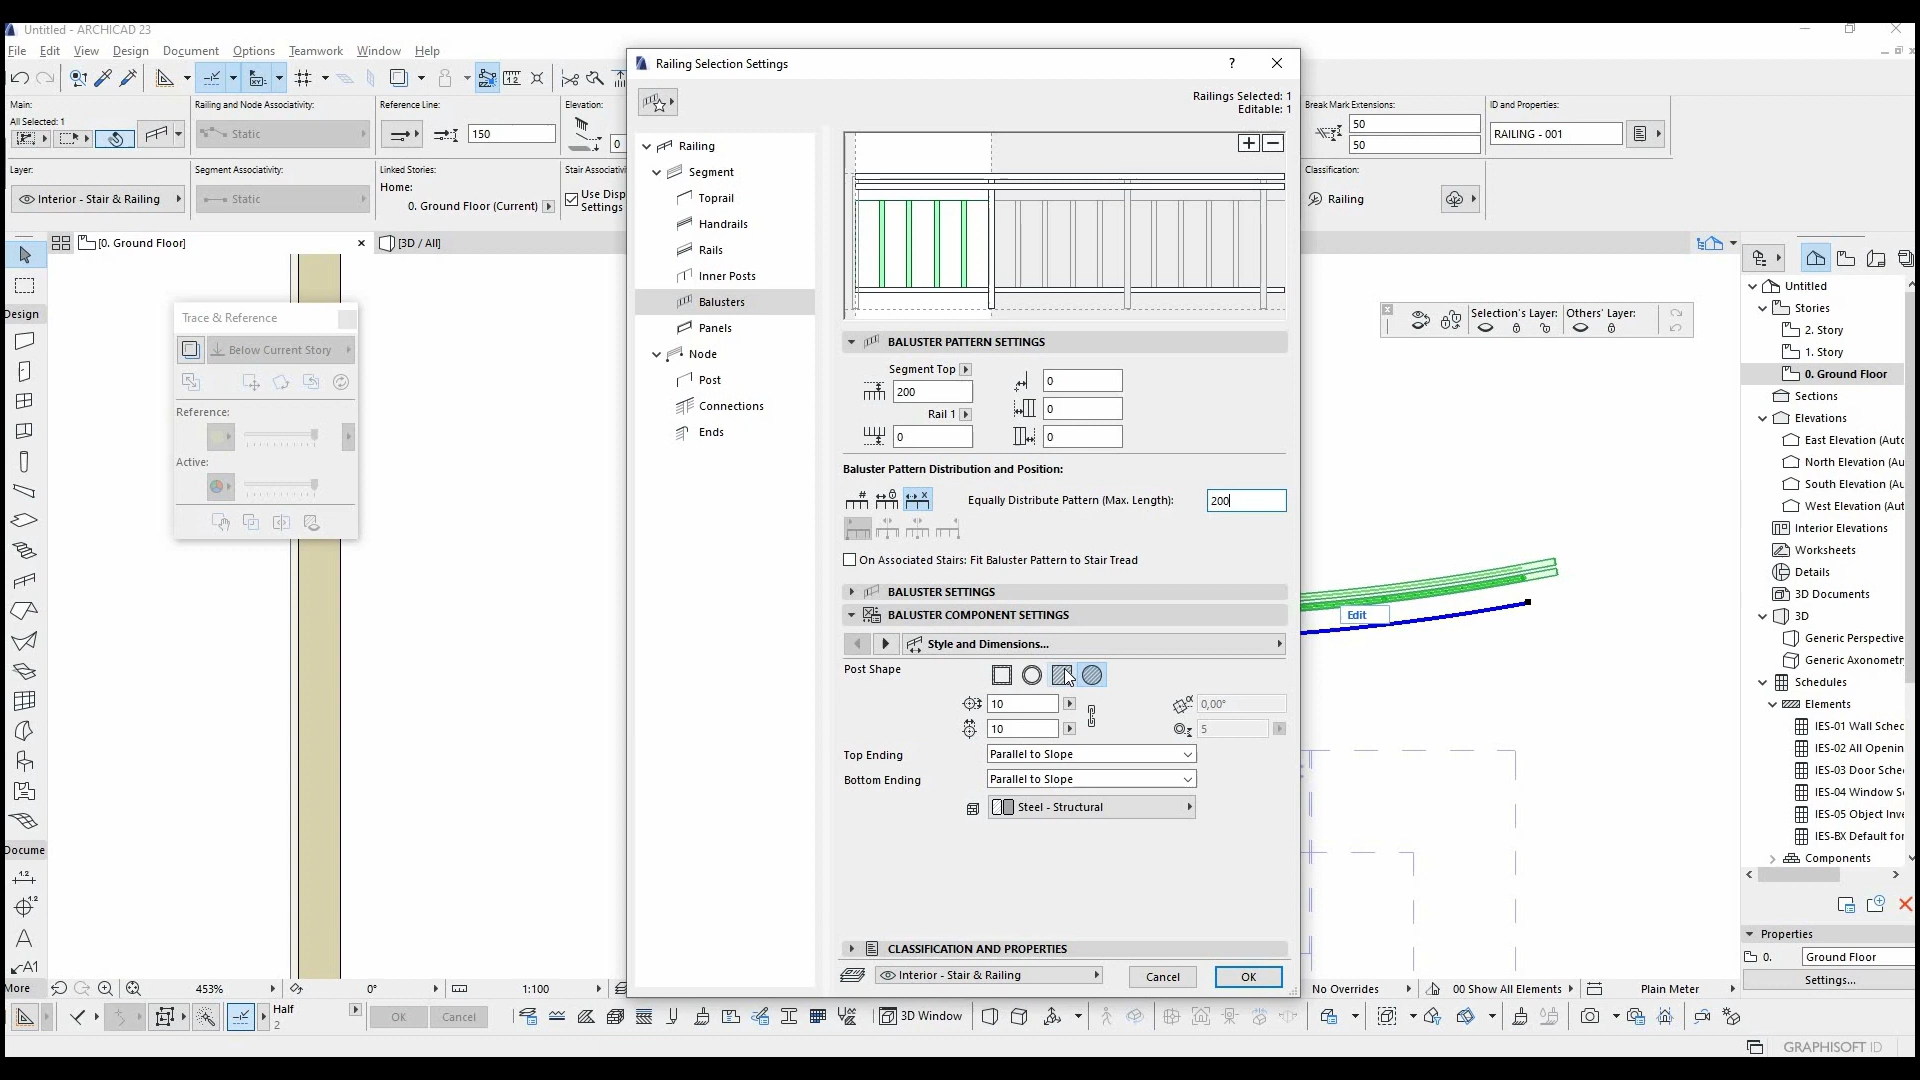 Untitled - ARCHICAD 23
File Edit View Design Document Options Teamwork Window Help
Main:
All Selected: 1
Railing and Node Associativity:
Static
Reference Line:
150
Elevation:
0
Layer:
Interior - Stair & Railing
Segment Associativity:
Static
Linked Stories:
Home:
0. Ground Floor (Current)
Stair Associativi
Use Disp
Settings
[0. Ground Floor]
[3D / All]
Design
Docume
More
Trace & Reference
Below Current Story
Reference:
Active:
Railing Selection Settings
Railings Selected: 1
Editable: 1
Railing
Segment
Toprail
Handrails
Rails
Inner Posts
Balusters
Panels
Node
Post
Connections
Ends
BALUSTER PATTERN SETTINGS
Segment Top
200
Rail 1
0
0
0
0
Baluster Pattern Distribution and Position:
Equally Distribute Pattern (Max. Length):
200
On Associated Stairs: Fit Baluster Pattern to Stair Tread
BALUSTER SETTINGS
BALUSTER COMPONENT SETTINGS
Style and Dimensions...
Post Shape
10
0,00°
10
5
Top Ending
Parallel to Slope
Bottom Ending
Parallel to Slope
Steel - Structural
CLASSIFICATION AND PROPERTIES
Interior - Stair & Railing
Cancel
OK
Break Mark Extensions:
50
50
ID and Properties:
RAILING - 001
Classification:
Railing
Selection's Layer:
Others' Layer:
Edit
Untitled
Stories
2. Story
1. Story
0. Ground Floor
Sections
Elevations
East Elevation (Auto
North Elevation (Au
South Elevation (Au
West Elevation (Aut
Interior Elevations
Worksheets
Details
3D Documents
3D
Generic Perspective
Generic Axonometr
Schedules
Elements
IES-01 Wall Sched
IES-02 All Openin
IES-03 Door Sche
IES-04 Window S
IES-05 Object Inve
IES-BX Default for
Components
Properties
0.
Ground Floor
Settings...
453%
0°
1:100
No Overrides
00 Show All Elements
Plain Meter
Half
2
OK
Cancel
3D Window
GRAPHISOFT ID